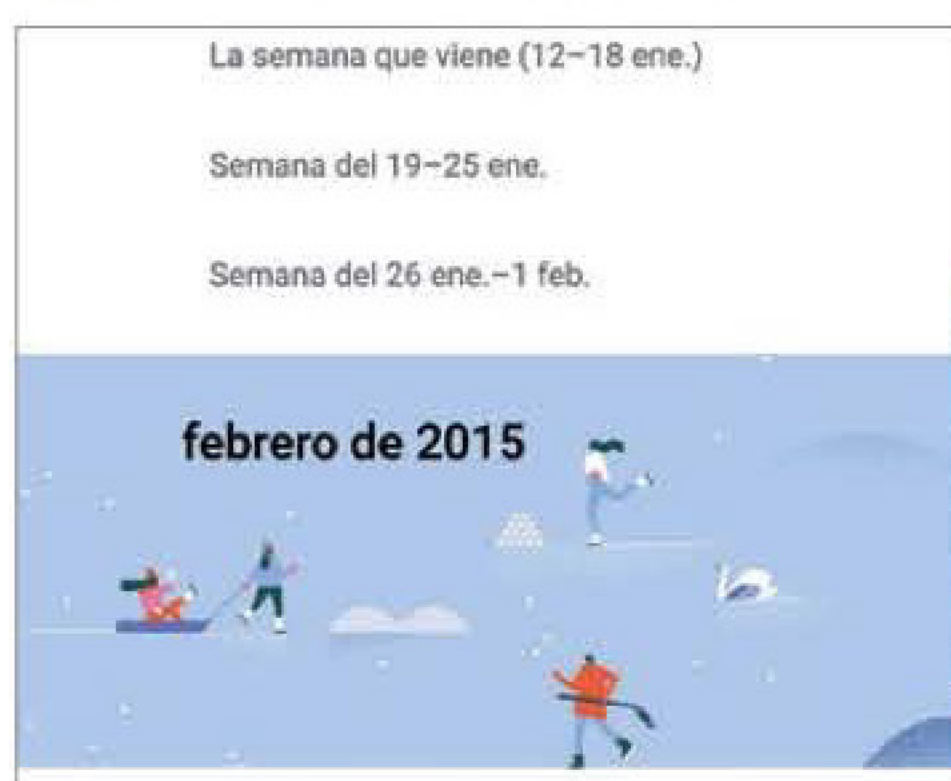 La semana que viene (12–18 ene.)
Semana del 19–25 ene.
Semana del 26 ene.–1 feb.
febrero de 2015